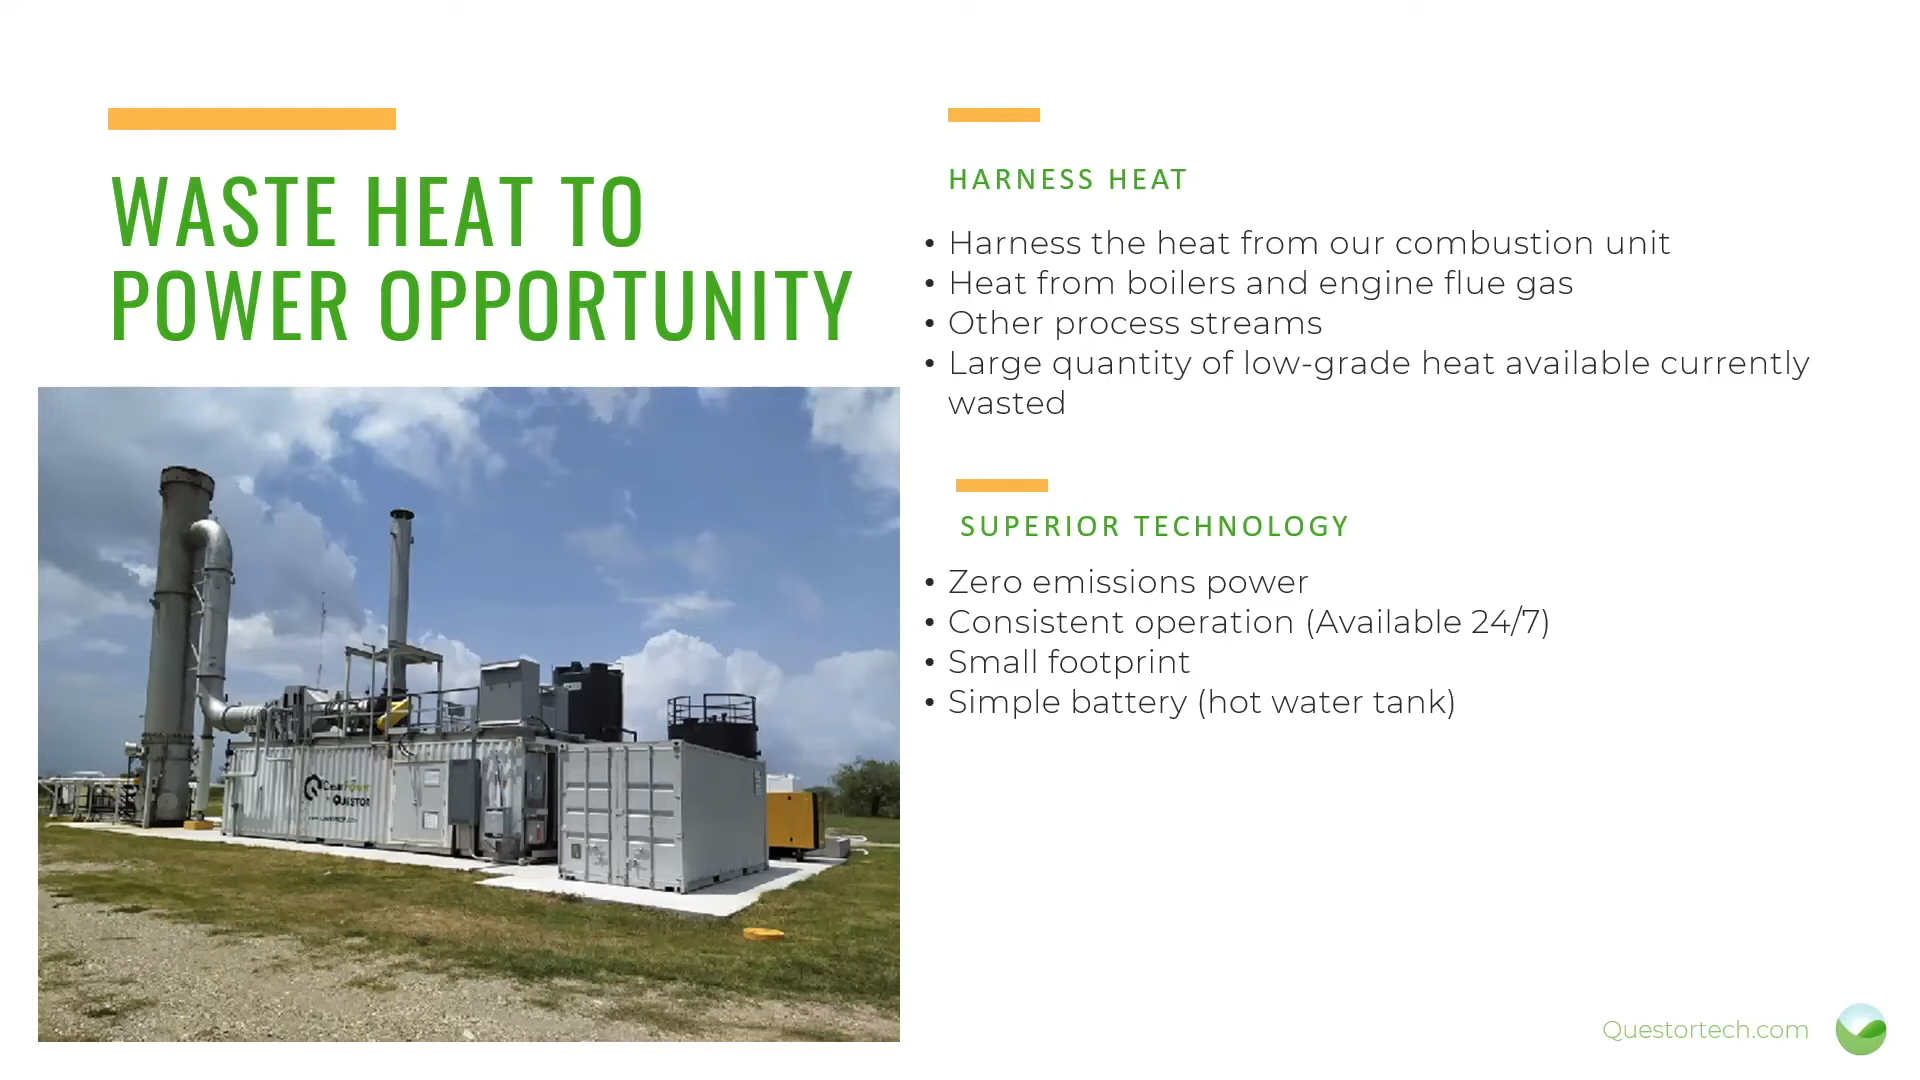 WASTE HEAT TO
POWER OPPORTUNITY
HARNESS HEAT
• Harness the heat from our combustion unit
• Heat from boilers and engine flue gas
• Other process streams
• Large quantity of low-grade heat available currently
wasted
SUPERIOR TECHNOLOGY
• Zero emissions power
• Consistent operation (Available 24/7)
• Small footprint
• Simple battery (hot water tank)
QUESTOR
Questortech.com